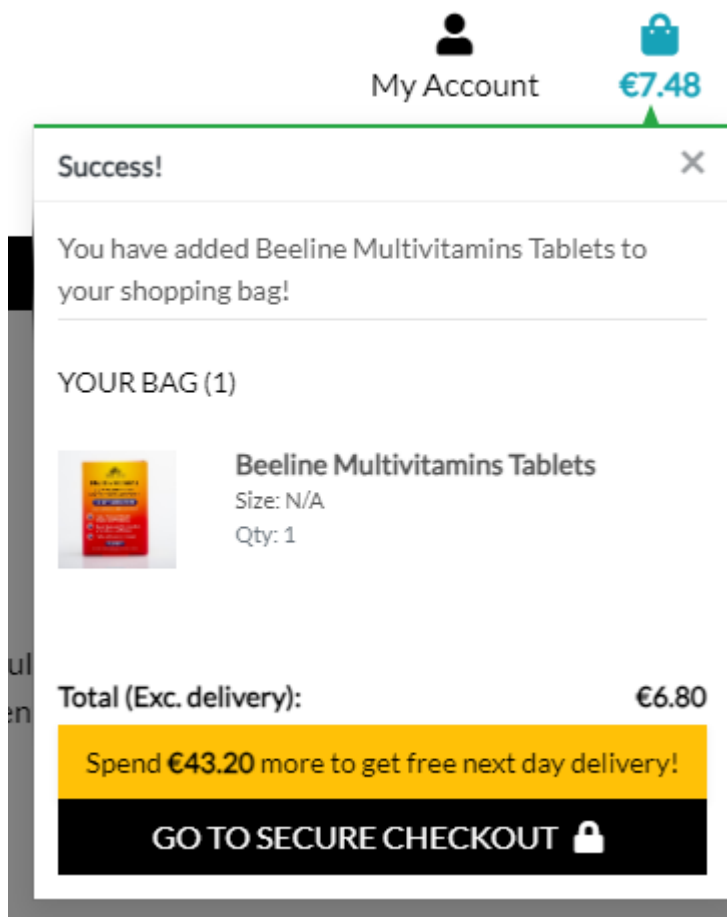 My Account
€7.48
Success!
You have added Beeline Multivitamins Tablets to
your shopping bag!
YOUR BAG (1)
Beeline Multivitamins Tablets
Size: N/A
Qty: 1
ul
en
Total (Exc. delivery):
€6.80
Spend €43.20 more to get free next day delivery!
GO TO SECURE CHECKOUT